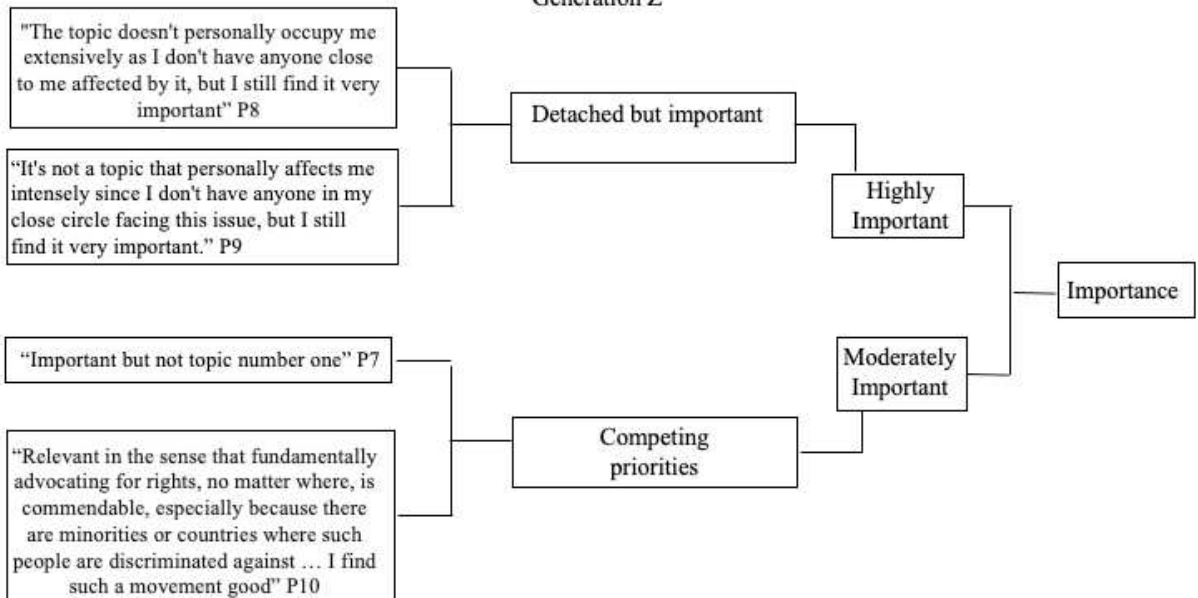 Generation Z
"The topic doesn't personally occupy me
extensively as I don't have anyone close
to me affected by it, but I still find it very
important” P8
“It's not a topic that personally affects me
intensely since I don't have anyone in my
close circle facing this issue, but I still
find it very important.” P9
Detached but important
Highly
Important
Importance
“Important but not topic number one” P7
“Relevant in the sense that fundamentally
advocating for rights, no matter where, is
commendable, especially because there
are minorities or countries where such
people are discriminated against … I find
such a movement good” P10
Competing
priorities
Moderately
Important